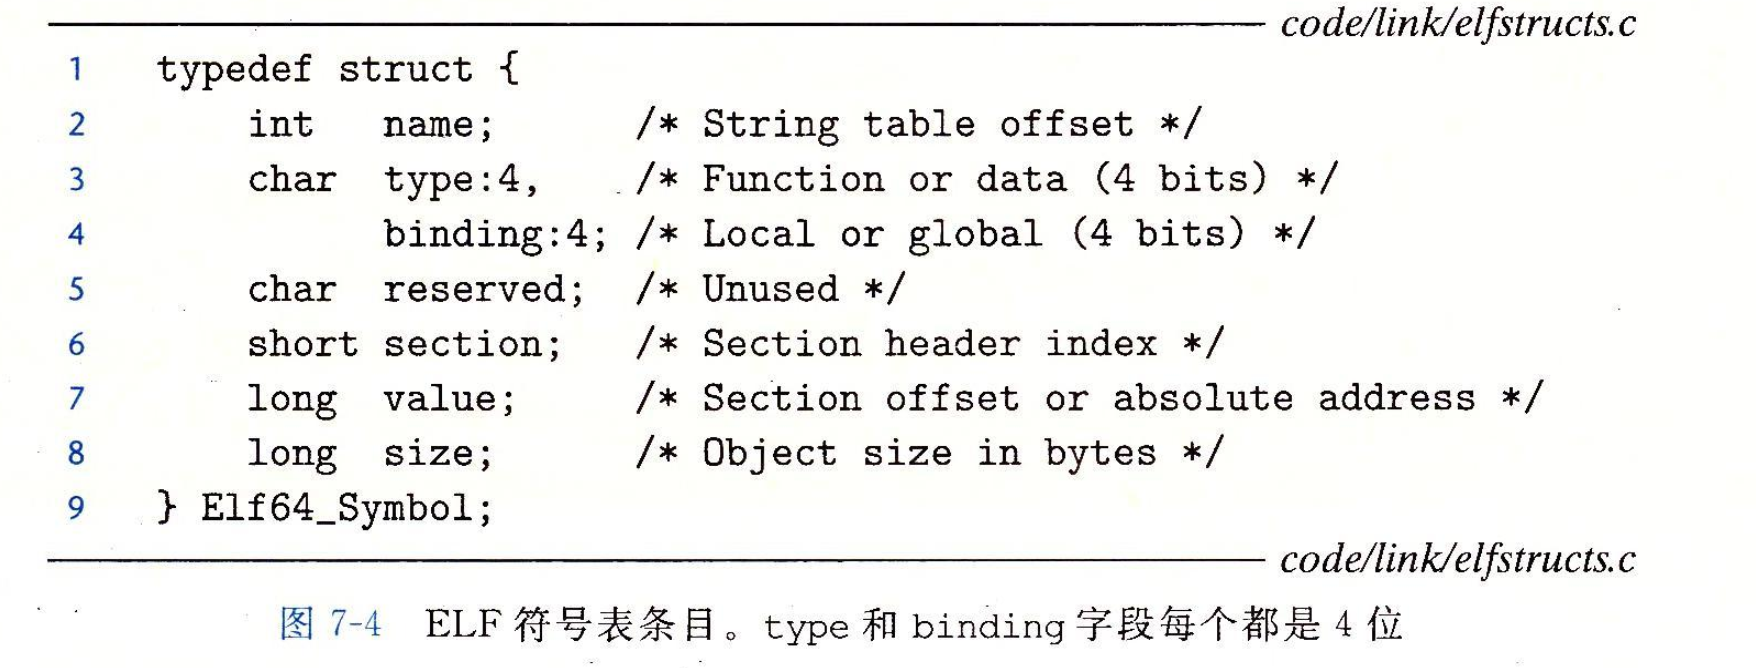 code/link/elfstructs.c
1 typedef struct {
2 int name; /* String table offset */
3 char type:4, /* Function or data (4 bits) */
4 binding:4; /* Local or global (4 bits) */
5 char reserved; /* Unused */
6 short section; /* Section header index */
7 long value; /* Section offset or absolute address */
8 long size; /* Object size in bytes */
9 } Elf64_Symbol;
code/link/elfstructs.c
图 7-4 ELF 符号表条目。type 和 binding 字段每个都是 4 位